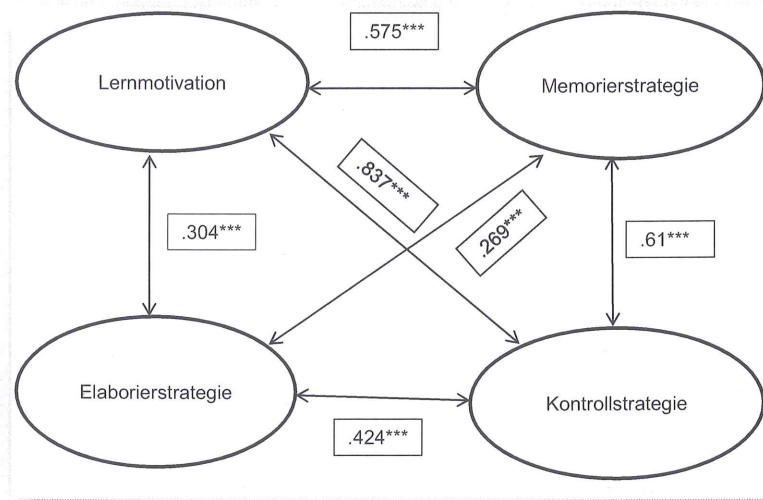 .575***
Lernmotivation
Memorierstrategie
.837***
.269***
.304***
.61***
Elaborierstrategie
Kontrollstrategie
.424***